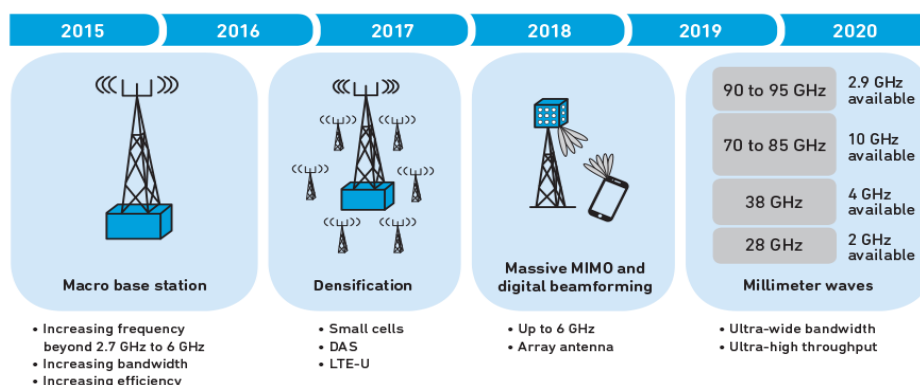 2015
2016
2017
2018
2019
2020
Macro base station
• Increasing frequency
beyond 2.7 GHz to 6 GHz
• Increasing bandwidth
• Increasing efficiency
Densification
• Small cells
• DAS
• LTE-U
Massive MIMO and
digital beamforming
• Up to 6 GHz
• Array antenna
90 to 95 GHz
2.9 GHz
available
70 to 85 GHz
10 GHz
available
38 GHz
4 GHz
available
28 GHz
2 GHz
available
Millimeter waves
• Ultra-wide bandwidth
• Ultra-high throughput